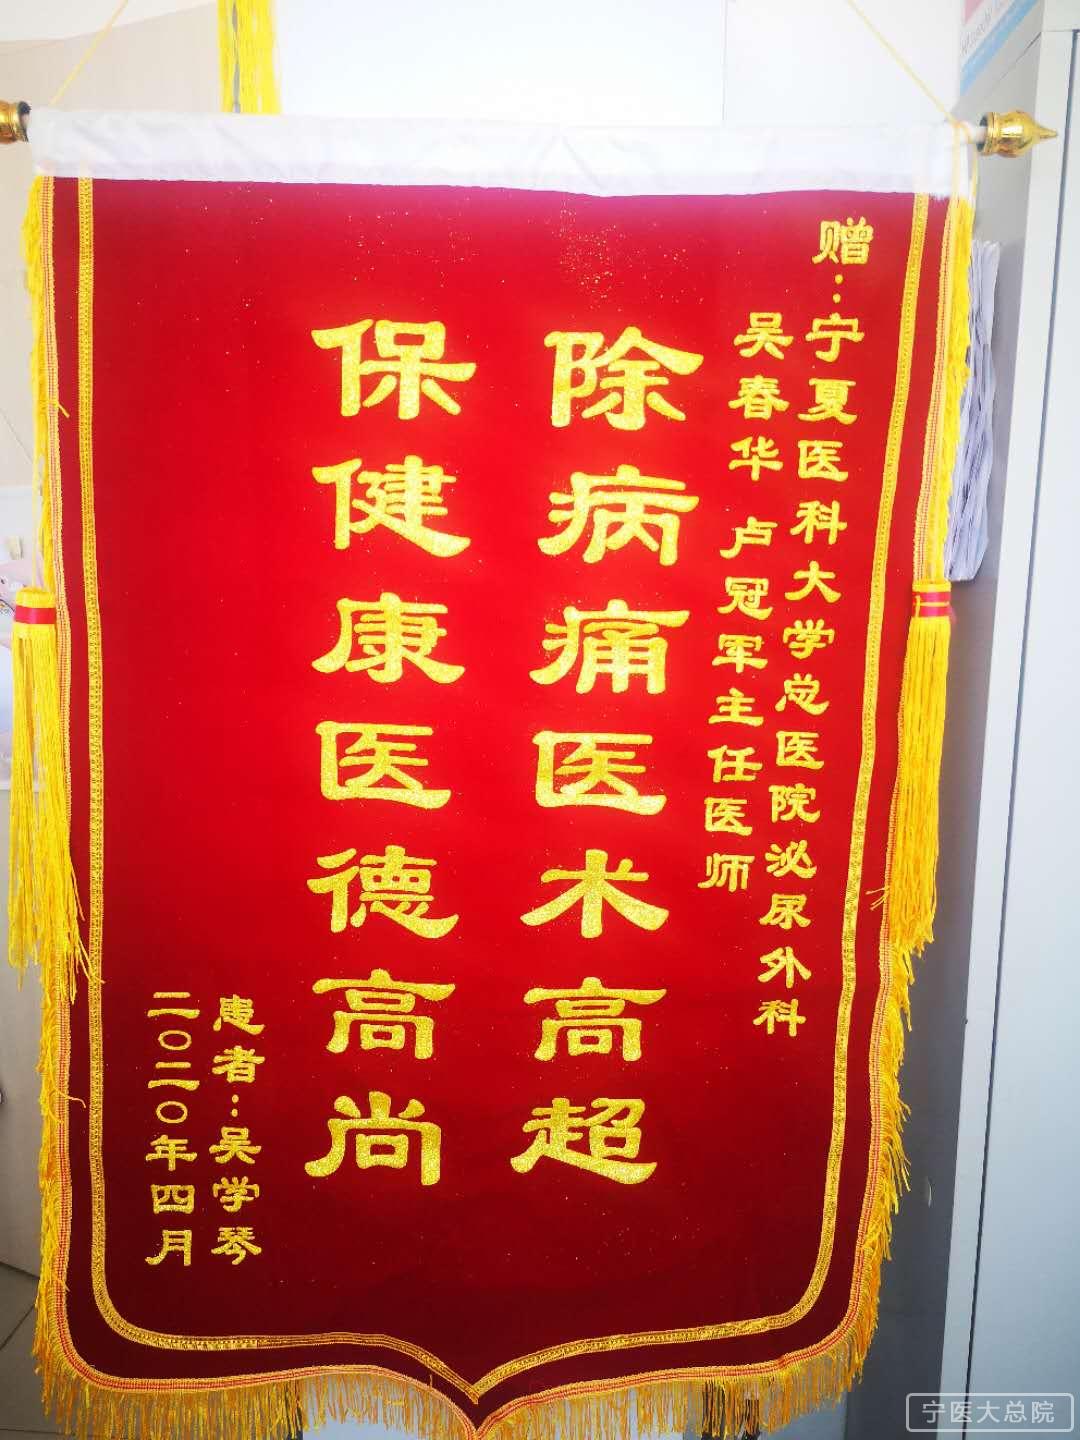 赠:宁夏医科大学总医院泌尿外科
吴春华 卢冠军主任医师
除病痛医术高超
保健康医德高尚
患者:吴学琴
二〇二〇年四月
宁医大总院